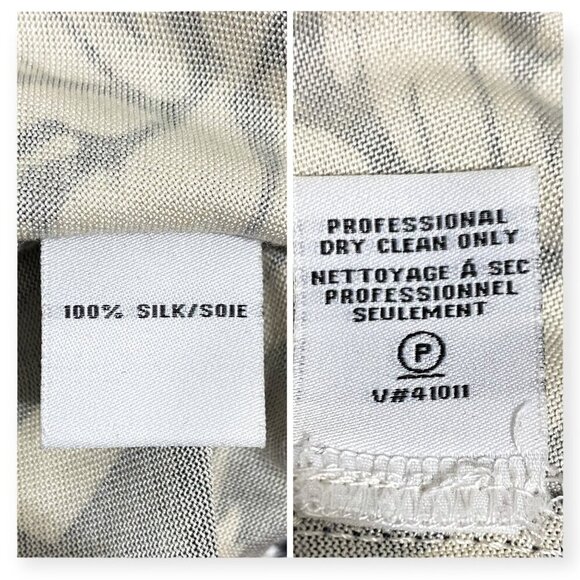 100% SILK/SOIE
PROFESSIONAL
DRY CLEAN ONLY
NETTOYAGE Á SEC
PROFESSIONNEL
SEULEMENT
P
V#41011